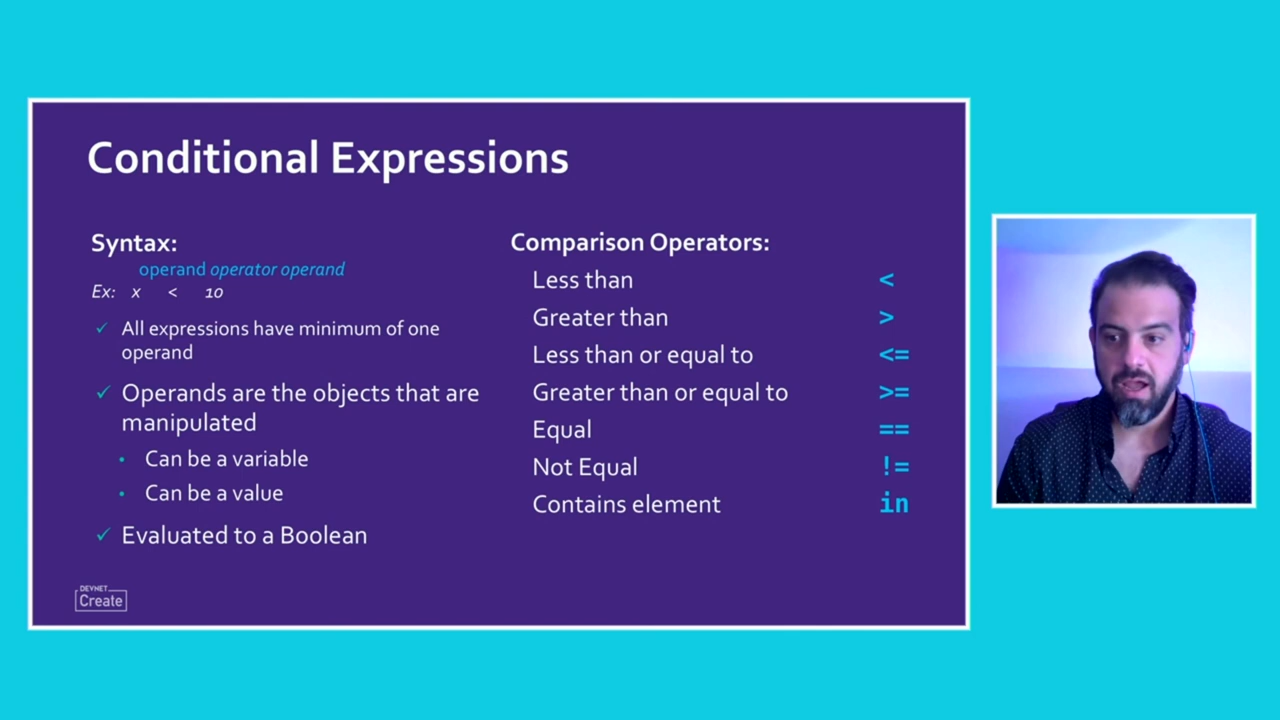 Conditional Expressions
Syntax:
operand operator operand
Ex: x < 10
✓ All expressions have minimum of one
operand
✓ Operands are the objects that are
manipulated
• Can be a variable
• Can be a value
✓ Evaluated to a Boolean
Comparison Operators:
Less than <
Greater than >
Less than or equal to <=
Greater than or equal to >=
Equal ==
Not Equal !=
Contains element in
DEVNET
Create